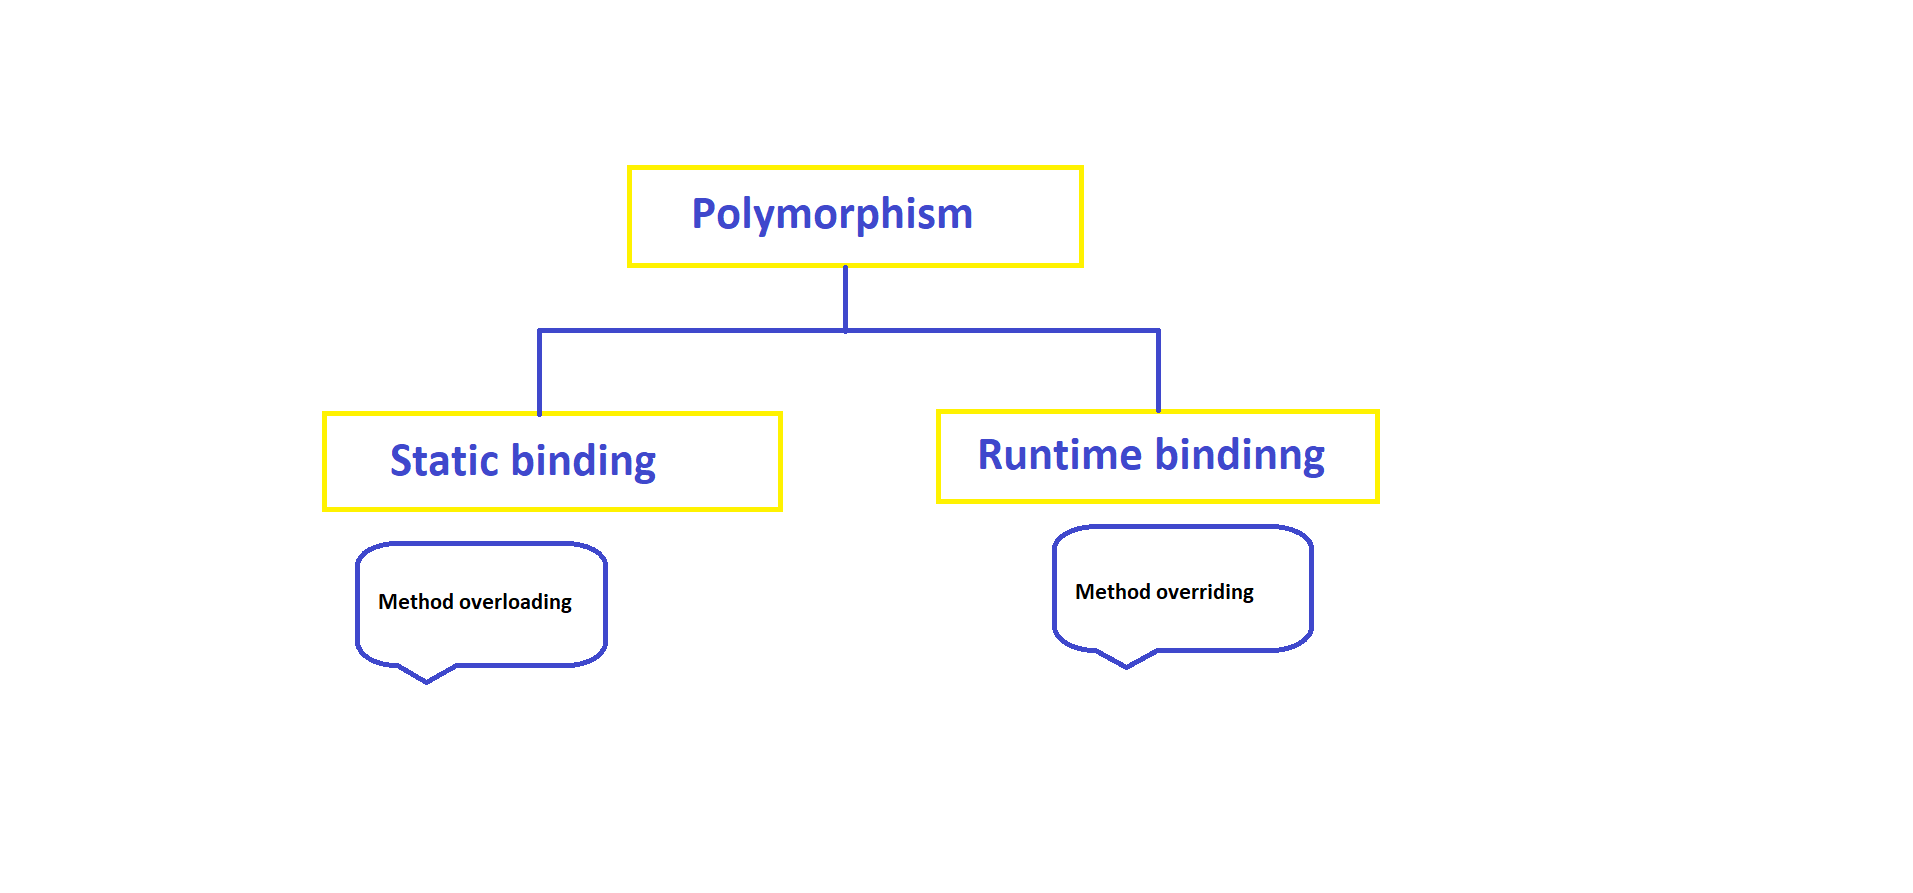 Polymorphism
Static binding
Runtime bindinng
Method overloading
Method overriding